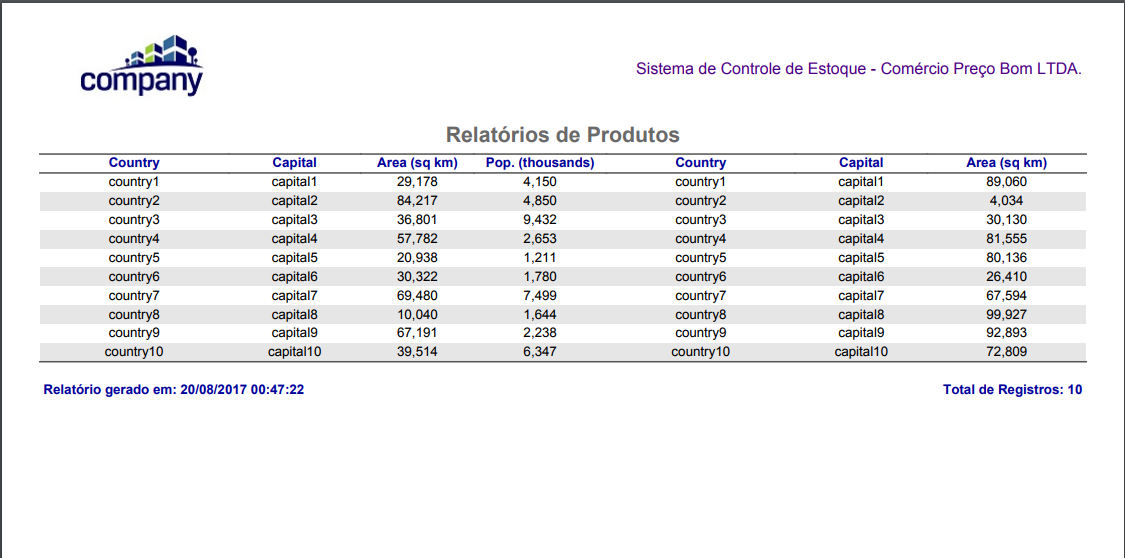 company
Sistema de Controle de Estoque - Comércio Preço Bom LTDA.
Relatórios de Produtos
Country Capital Area (sq km) Pop. (thousands) Country Capital Area (sq km)
country1 capital1 29,178 4,150 country1 capital1 89,060
country2 capital2 84,217 4,850 country2 capital2 4,034
country3 capital3 36,801 9,432 country3 capital3 30,130
country4 capital4 57,782 2,653 country4 capital4 81,555
country5 capital5 20,938 1,211 country5 capital5 80,136
country6 capital6 30,322 1,780 country6 capital6 26,410
country7 capital7 69,480 7,499 country7 capital7 67,594
country8 capital8 10,040 1,644 country8 capital8 99,927
country9 capital9 67,191 2,238 country9 capital9 92,893
country10 capital10 39,514 6,347 country10 capital10 72,809
Relatório gerado em: 20/08/2017 00:47:22 Total de Registros: 10